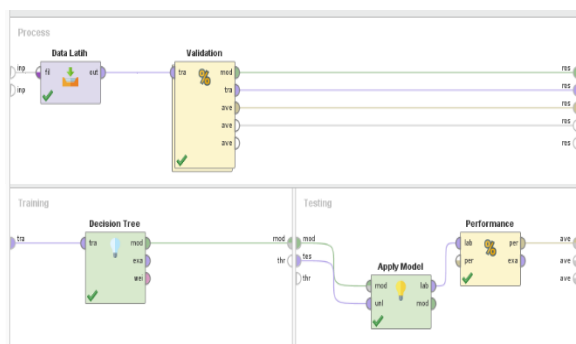 Process
Data Latih
Validation
inp
fil
out
tra
mod
res
inp
tra
res
ave
res
ave
res
ave
res
Training
Testing
Decision Tree
Performance
tra
tra
mod
mod
mod
lab
per
ave
exa
thr
tes
per
exa
ave
wei
thr
Apply Model
ave
mod
lab
unl
mod